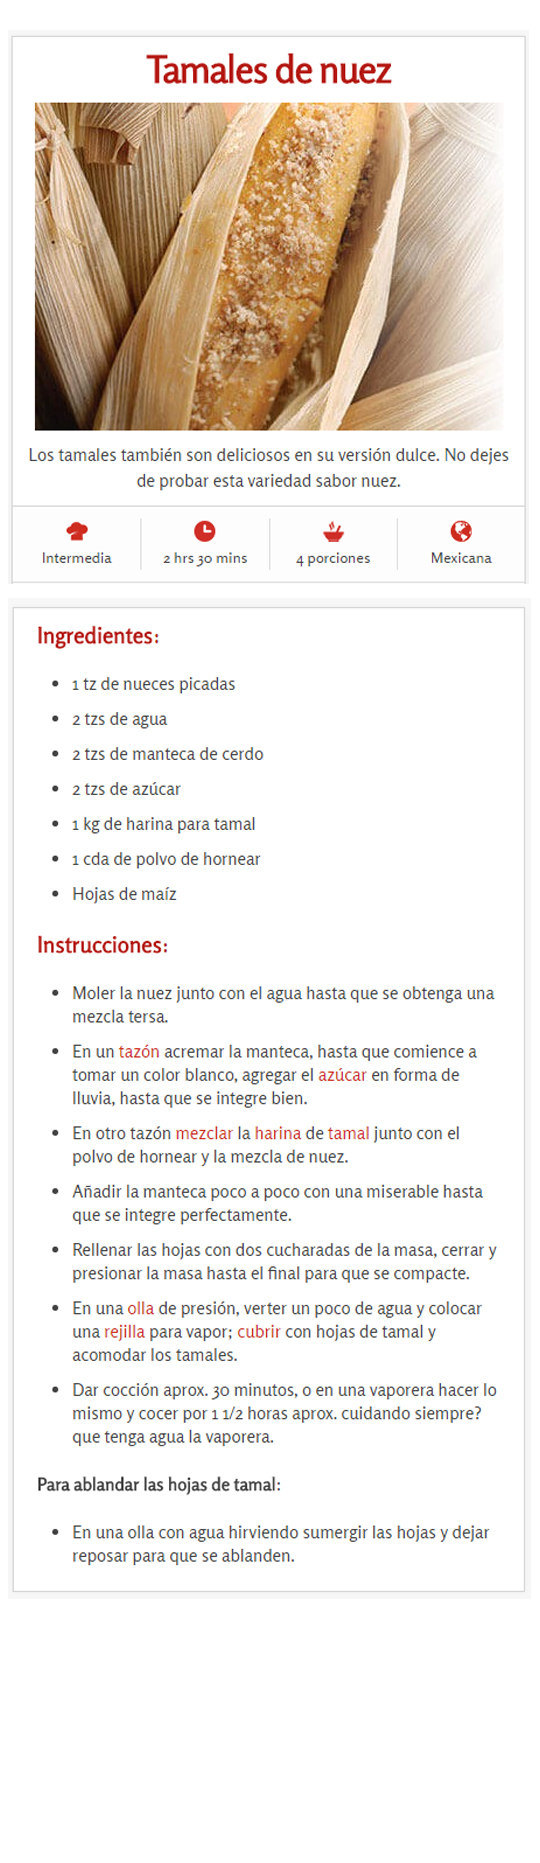 Tamales de nuez
Los tamales también son deliciosos en su versión dulce. No dejes
de probar esta variedad sabor nuez.
Intermedia
2 hrs 30 mins
4 porciones
Mexicana
Ingredientes:
• 1 tz de nueces picadas
• 2 tzs de agua
• 2 tzs de manteca de cerdo
• 2 tzs de azúcar
• 1 kg de harina para tamal
• 1 cda de polvo de hornear
• Hojas de maíz
Instrucciones:
• Moler la nuez junto con el agua hasta que se obtenga una
mezcla tersa.
• En un tazón acremar la manteca, hasta que comience a
tomar un color blanco, agregar el azúcar en forma de
lluvia, hasta que se integre bien.
• En otro tazón mezclar la harina de tamal junto con el
polvo de hornear y la mezcla de nuez.
• Añadir la manteca poco a poco con una miserable hasta
que se integre perfectamente.
• Rellenar las hojas con dos cucharadas de la masa, cerrar y
presionar la masa hasta el final para que se compacte.
• En una olla de presión, verter un poco de agua y colocar
una rejilla para vapor; cubrir con hojas de tamal y
acomodar los tamales.
• Dar cocción aprox. 30 minutos, o en una vaporera hacer lo
mismo y cocer por 1 1/2 horas aprox. cuidando siempre?
que tenga agua la vaporera.
Para ablandar las hojas de tamal:
• En una olla con agua hirviendo sumergir las hojas y dejar
reposar para que se ablanden.